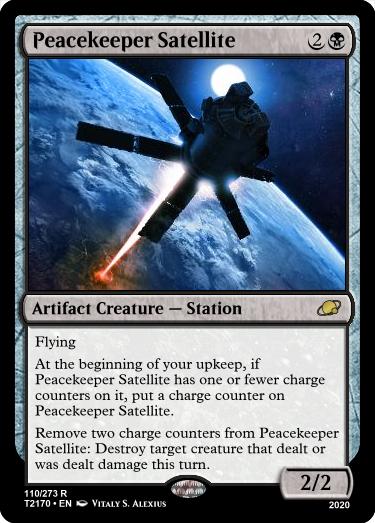 Peacekeeper Satellite 2
Artifact Creature — Station
Flying
At the beginning of your upkeep, if
Peacekeeper Satellite has one or fewer charge
counters on it, put a charge counter on
Peacekeeper Satellite.
Remove two charge counters from Peacekeeper
Satellite: Destroy target creature that dealt or
was dealt damage this turn.
2/2
110/273 R
T2170 • EN Vitaly S. Alexius
2020